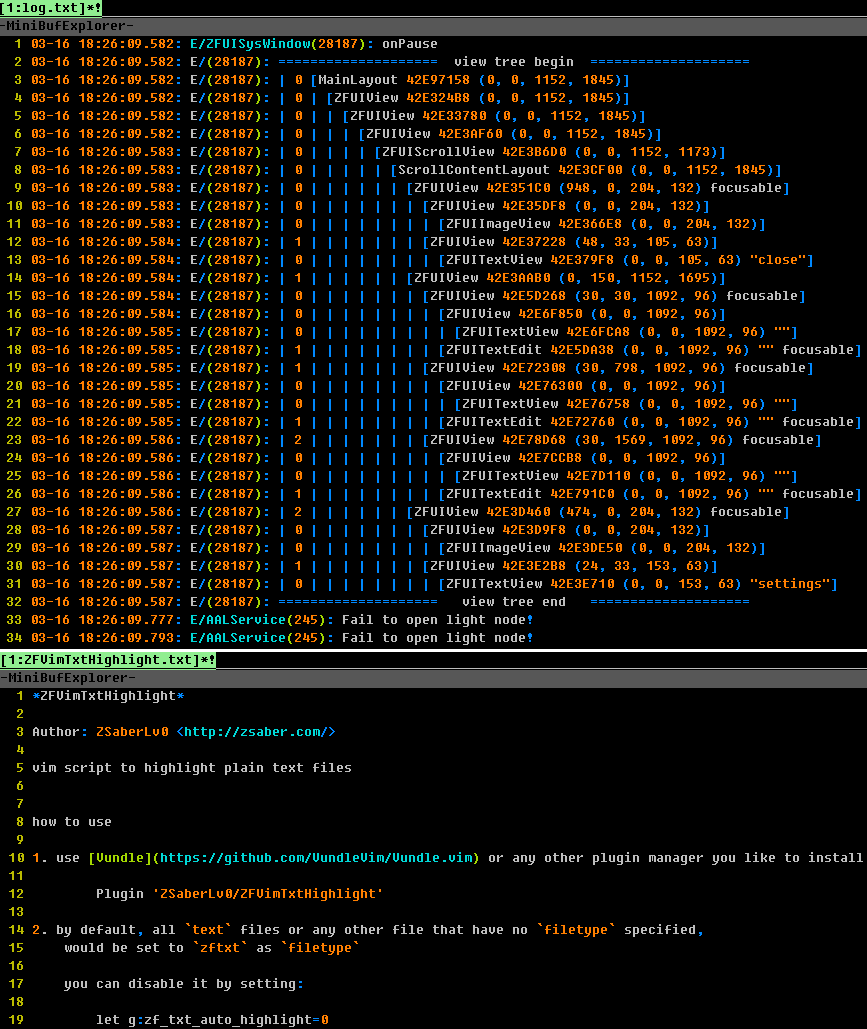 [1:log.txt]*!
-MiniBufExplorer-
1 03-16 18:26:09.582: E/ZFUISysWindow(28187): onPause
2 03-16 18:26:09.582: E/(28187): ==================== view tree begin ====================
3 03-16 18:26:09.582: E/(28187): | 0 [MainLayout 42E97158 (0, 0, 1152, 1845)]
4 03-16 18:26:09.582: E/(28187): | 0 | [ZFUIView 42E324B8 (0, 0, 1152, 1845)]
5 03-16 18:26:09.582: E/(28187): | 0 | | [ZFUIView 42E33780 (0, 0, 1152, 1845)]
6 03-16 18:26:09.582: E/(28187): | 0 | | | [ZFUIView 42E3AF60 (0, 0, 1152, 1845)]
7 03-16 18:26:09.583: E/(28187): | 0 | | | | [ZFUIScrollView 42E3B6D0 (0, 0, 1152, 1173)]
8 03-16 18:26:09.583: E/(28187): | 0 | | | | | [ScrollContentLayout 42E3CF00 (0, 0, 1152, 1845)]
9 03-16 18:26:09.583: E/(28187): | 0 | | | | | | [ZFUIView 42E351C0 (948, 0, 204, 132) focusable]
10 03-16 18:26:09.583: E/(28187): | 0 | | | | | | | [ZFUIView 42E35DF8 (0, 0, 204, 132)]
11 03-16 18:26:09.583: E/(28187): | 0 | | | | | | | | [ZFUIImageView 42E366E8 (0, 0, 204, 132)]
12 03-16 18:26:09.584: E/(28187): | 1 | | | | | | | [ZFUIView 42E37228 (48, 33, 105, 63)]
13 03-16 18:26:09.584: E/(28187): | 0 | | | | | | | | [ZFUITextView 42E379F8 (0, 0, 105, 63) "close"]
14 03-16 18:26:09.584: E/(28187): | 1 | | | | | | [ZFUIView 42E3AAB0 (0, 150, 1152, 1695)]
15 03-16 18:26:09.584: E/(28187): | 0 | | | | | | | [ZFUIView 42E5D268 (30, 30, 1092, 96) focusable]
16 03-16 18:26:09.584: E/(28187): | 0 | | | | | | | | [ZFUIView 42E6F850 (0, 0, 1092, 96)]
17 03-16 18:26:09.585: E/(28187): | 0 | | | | | | | | | [ZFUITextView 42E6FCA8 (0, 0, 1092, 96) ""]
18 03-16 18:26:09.585: E/(28187): | 1 | | | | | | | | [ZFUITextEdit 42E5DA38 (0, 0, 1092, 96) "" focusable]
19 03-16 18:26:09.585: E/(28187): | 1 | | | | | | | [ZFUIView 42E72308 (30, 798, 1092, 96) focusable]
20 03-16 18:26:09.585: E/(28187): | 0 | | | | | | | | [ZFUIView 42E76300 (0, 0, 1092, 96)]
21 03-16 18:26:09.585: E/(28187): | 0 | | | | | | | | | [ZFUITextView 42E76758 (0, 0, 1092, 96) ""]
22 03-16 18:26:09.585: E/(28187): | 1 | | | | | | | | [ZFUITextEdit 42E72760 (0, 0, 1092, 96) "" focusable]
23 03-16 18:26:09.586: E/(28187): | 2 | | | | | | | [ZFUIView 42E78D68 (30, 1569, 1092, 96) focusable]
24 03-16 18:26:09.586: E/(28187): | 0 | | | | | | | | [ZFUIView 42E7CCB8 (0, 0, 1092, 96)]
25 03-16 18:26:09.586: E/(28187): | 0 | | | | | | | | | [ZFUITextView 42E7D110 (0, 0, 1092, 96) ""]
26 03-16 18:26:09.586: E/(28187): | 1 | | | | | | | | [ZFUITextEdit 42E791C0 (0, 0, 1092, 96) "" focusable]
27 03-16 18:26:09.586: E/(28187): | 2 | | | | | | [ZFUIView 42E3D460 (474, 0, 204, 132) focusable]
28 03-16 18:26:09.587: E/(28187): | 0 | | | | | | | [ZFUIView 42E3D9F8 (0, 0, 204, 132)]
29 03-16 18:26:09.587: E/(28187): | 0 | | | | | | | | [ZFUIImageView 42E3DE50 (0, 0, 204, 132)]
30 03-16 18:26:09.587: E/(28187): | 1 | | | | | | | [ZFUIView 42E3E2B8 (24, 33, 153, 63)]
31 03-16 18:26:09.587: E/(28187): | 0 | | | | | | | | [ZFUITextView 42E3E710 (0, 0, 153, 63) "settings"]
32 03-16 18:26:09.587: E/(28187): ==================== view tree end ====================
33 03-16 18:26:09.777: E/AALService(245): Fail to open light node!
34 03-16 18:26:09.793: E/AALService(245): Fail to open light node!
[1:ZFVimTxtHighlight.txt]*!
-MiniBufExplorer-
1 *ZFVimTxtHighlight*
2
3 Author: ZSaberLv0 <http://zsaber.com/>
4
5 vim script to highlight plain text files
6
7
8 how to use
9
10 1. use [Vundle](https://github.com/VundleVim/Vundle.vim) or any other plugin manager you like to install
11
12 Plugin 'ZSaberLv0/ZFVimTxtHighlight'
13
14 2. by default, all `text` files or any other file that have no `filetype` specified,
15 would be set to `zftxt` as `filetype`
16
17 you can disable it by setting:
18
19 let g:zf_txt_auto_highlight=0